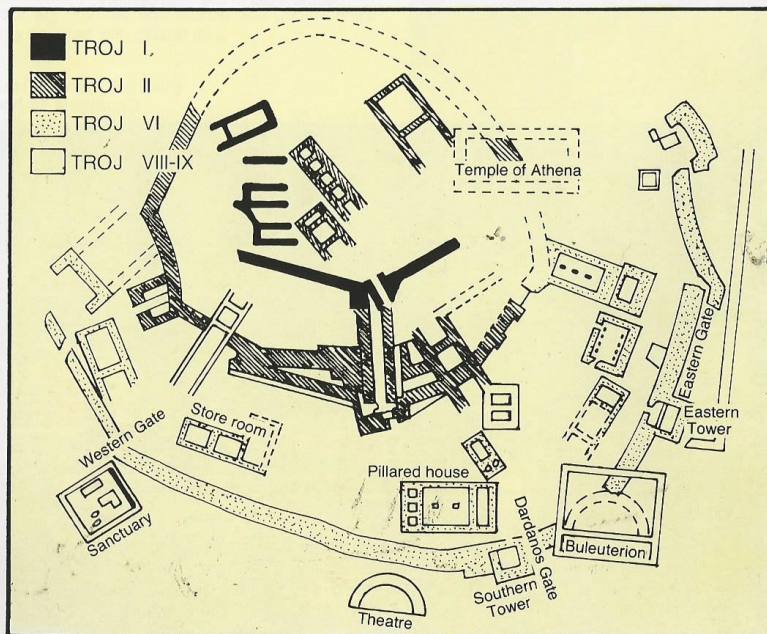 TROJ I,
TROJ II
TROJ VI
TROJ VIII-IX
Temple of Athena
Eastern Gate
Eastern
Tower
Store room
Western Gate
Sanctuary
Pillared house
Dardanos Gate
Buleuterion
Southern
Tower
Theatre